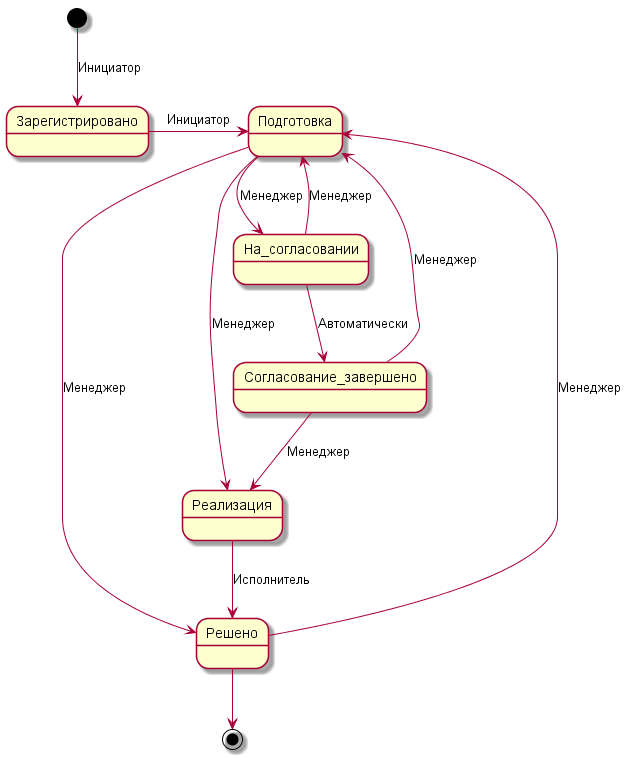 Инициатор
Зарегистрировано
Инициатор
Подготовка
Менеджер
Менеджер
На_согласовании
Менеджер
Менеджер
Автоматически
Согласование_завершено
Менеджер
Менеджер
Менеджер
Реализация
Исполнитель
Решено